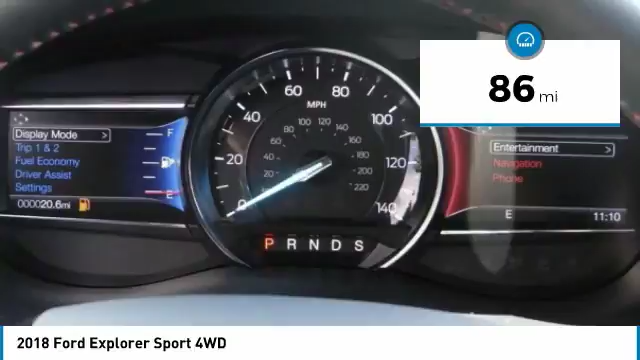 86 mi
MPH
0 20 40 60 80 100 120 140
20 40 60 80 100 120 140 160 180 200 220
Display Mode >
Trip 1 & 2
Fuel Economy
Driver Assist
Settings
000020.6mi
F
E
Entertainment >
Navigation
Phone
E
11:10
P R N D S
2018 Ford Explorer Sport 4WD